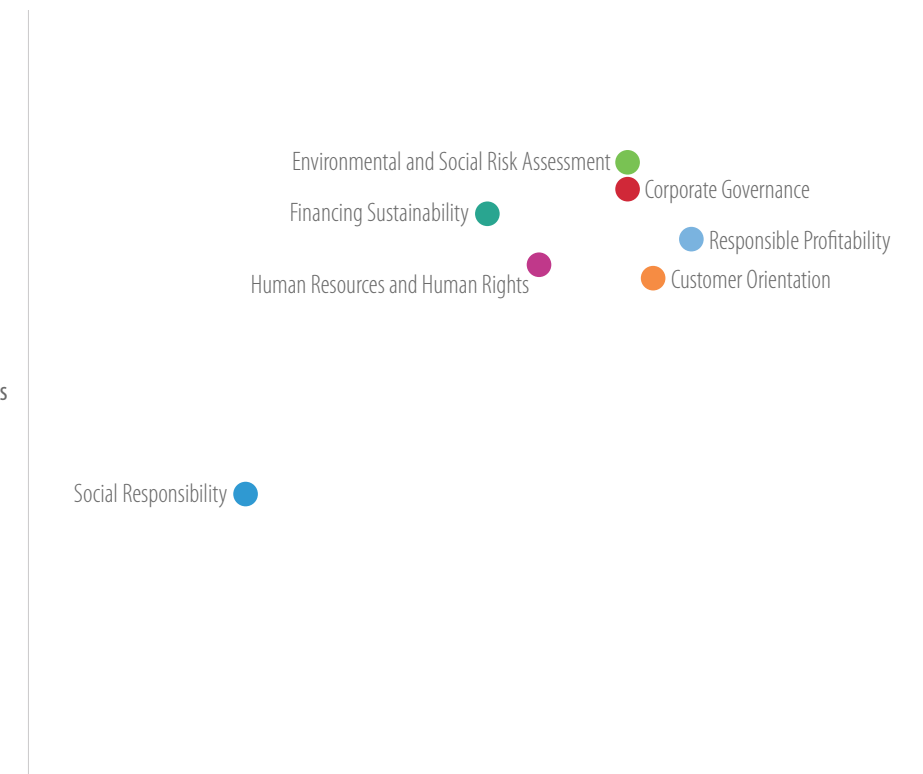 Environmental and Social Risk Assessment
Corporate Governance
Financing Sustainability
Responsible Profitability
Customer Orientation
Human Resources and Human Rights
Social Responsibility